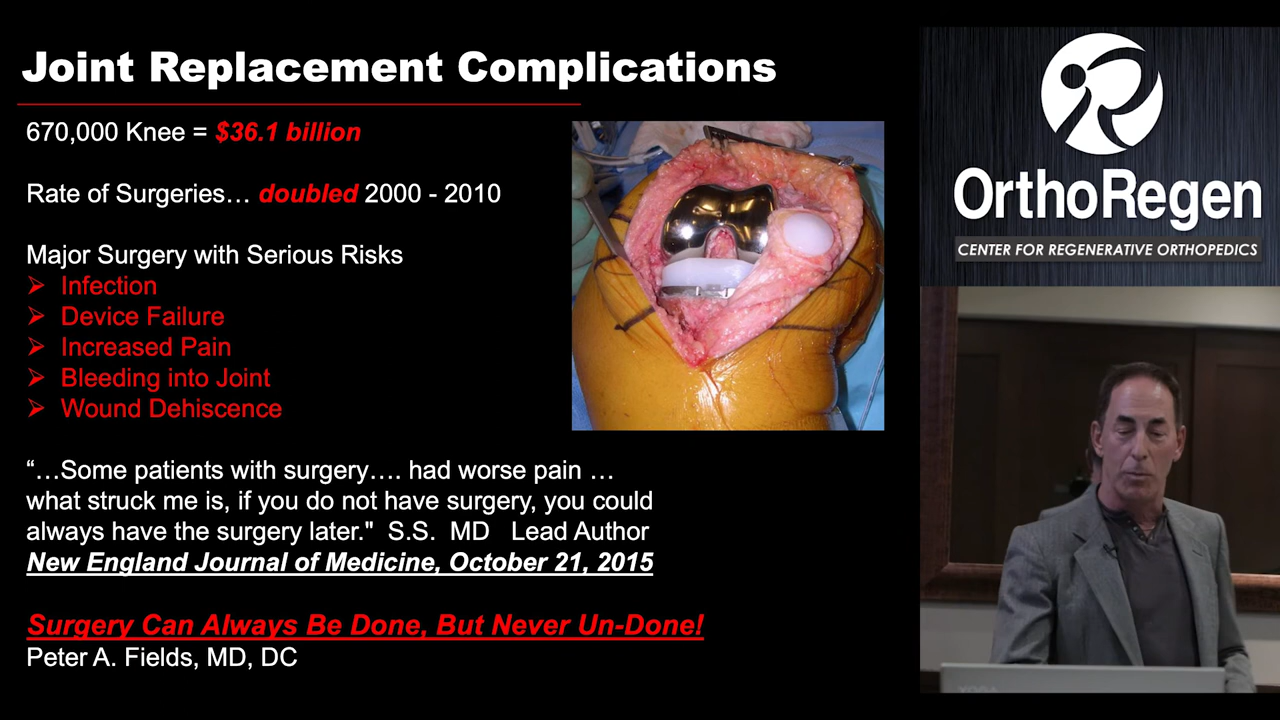 Joint Replacement Complications
670,000 Knee = $36.1 billion
Rate of Surgeries… doubled 2000 - 2010
Major Surgery with Serious Risks
➢ Infection
➢ Device Failure
➢ Increased Pain
➢ Bleeding into Joint
➢ Wound Dehiscence
“…Some patients with surgery…. had worse pain …
what struck me is, if you do not have surgery, you could
always have the surgery later." S.S. MD Lead Author
New England Journal of Medicine, October 21, 2015
Surgery Can Always Be Done, But Never Un-Done!
Peter A. Fields, MD, DC
OrthoRegen
CENTER FOR REGENERATIVE ORTHOPEDICS